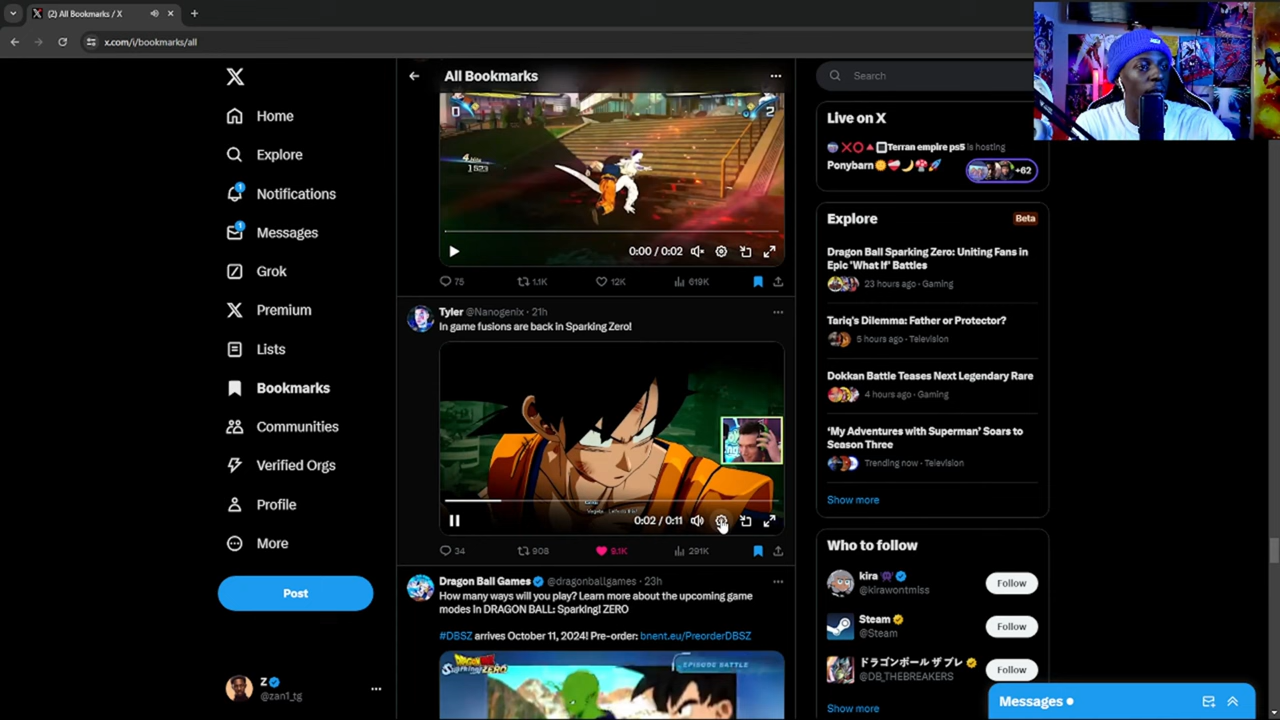 (2) All Bookmarks / X
x.com/i/bookmarks/all
Home
Explore
1
Notifications
1
Messages
Grok
Premium
Lists
Bookmarks
Communities
Verified Orgs
Profile
More
Post
Z
@zan1_tg
All Bookmarks
0
2
0:00 / 0:02
75
1.1K
12K
619K
Tyler @Nanogenix · 21h
In game fusions are back in Sparking Zero!
0:02 / 0:11
34
908
9.1K
291K
Dragon Ball Games @dragonballgames · 23h
How many ways will you play? Learn more about the upcoming game
modes in DRAGON BALL: Sparking! ZERO
#DBSZ arrives October 11, 2024! Pre-order: bnent.eu/PreorderDBSZ
EPISODE BATTLE
Search
Live on X
Terran empire ps5 is hosting
Ponybarn
+62
Explore
Beta
Dragon Ball Sparking Zero: Uniting Fans in
Epic 'What If' Battles
23 hours ago · Gaming
Tariq's Dilemma: Father or Protector?
5 hours ago · Television
Dokkan Battle Teases Next Legendary Rare
4 hours ago · Gaming
‘My Adventures with Superman’ Soars to
Season Three
Trending now · Television
Show more
Who to follow
kira
@kirawontmiss
Follow
Steam
@Steam
Follow
ドラゴンボール ザ ブレ
@DB_THEBREAKERS
Follow
Show more
Messages